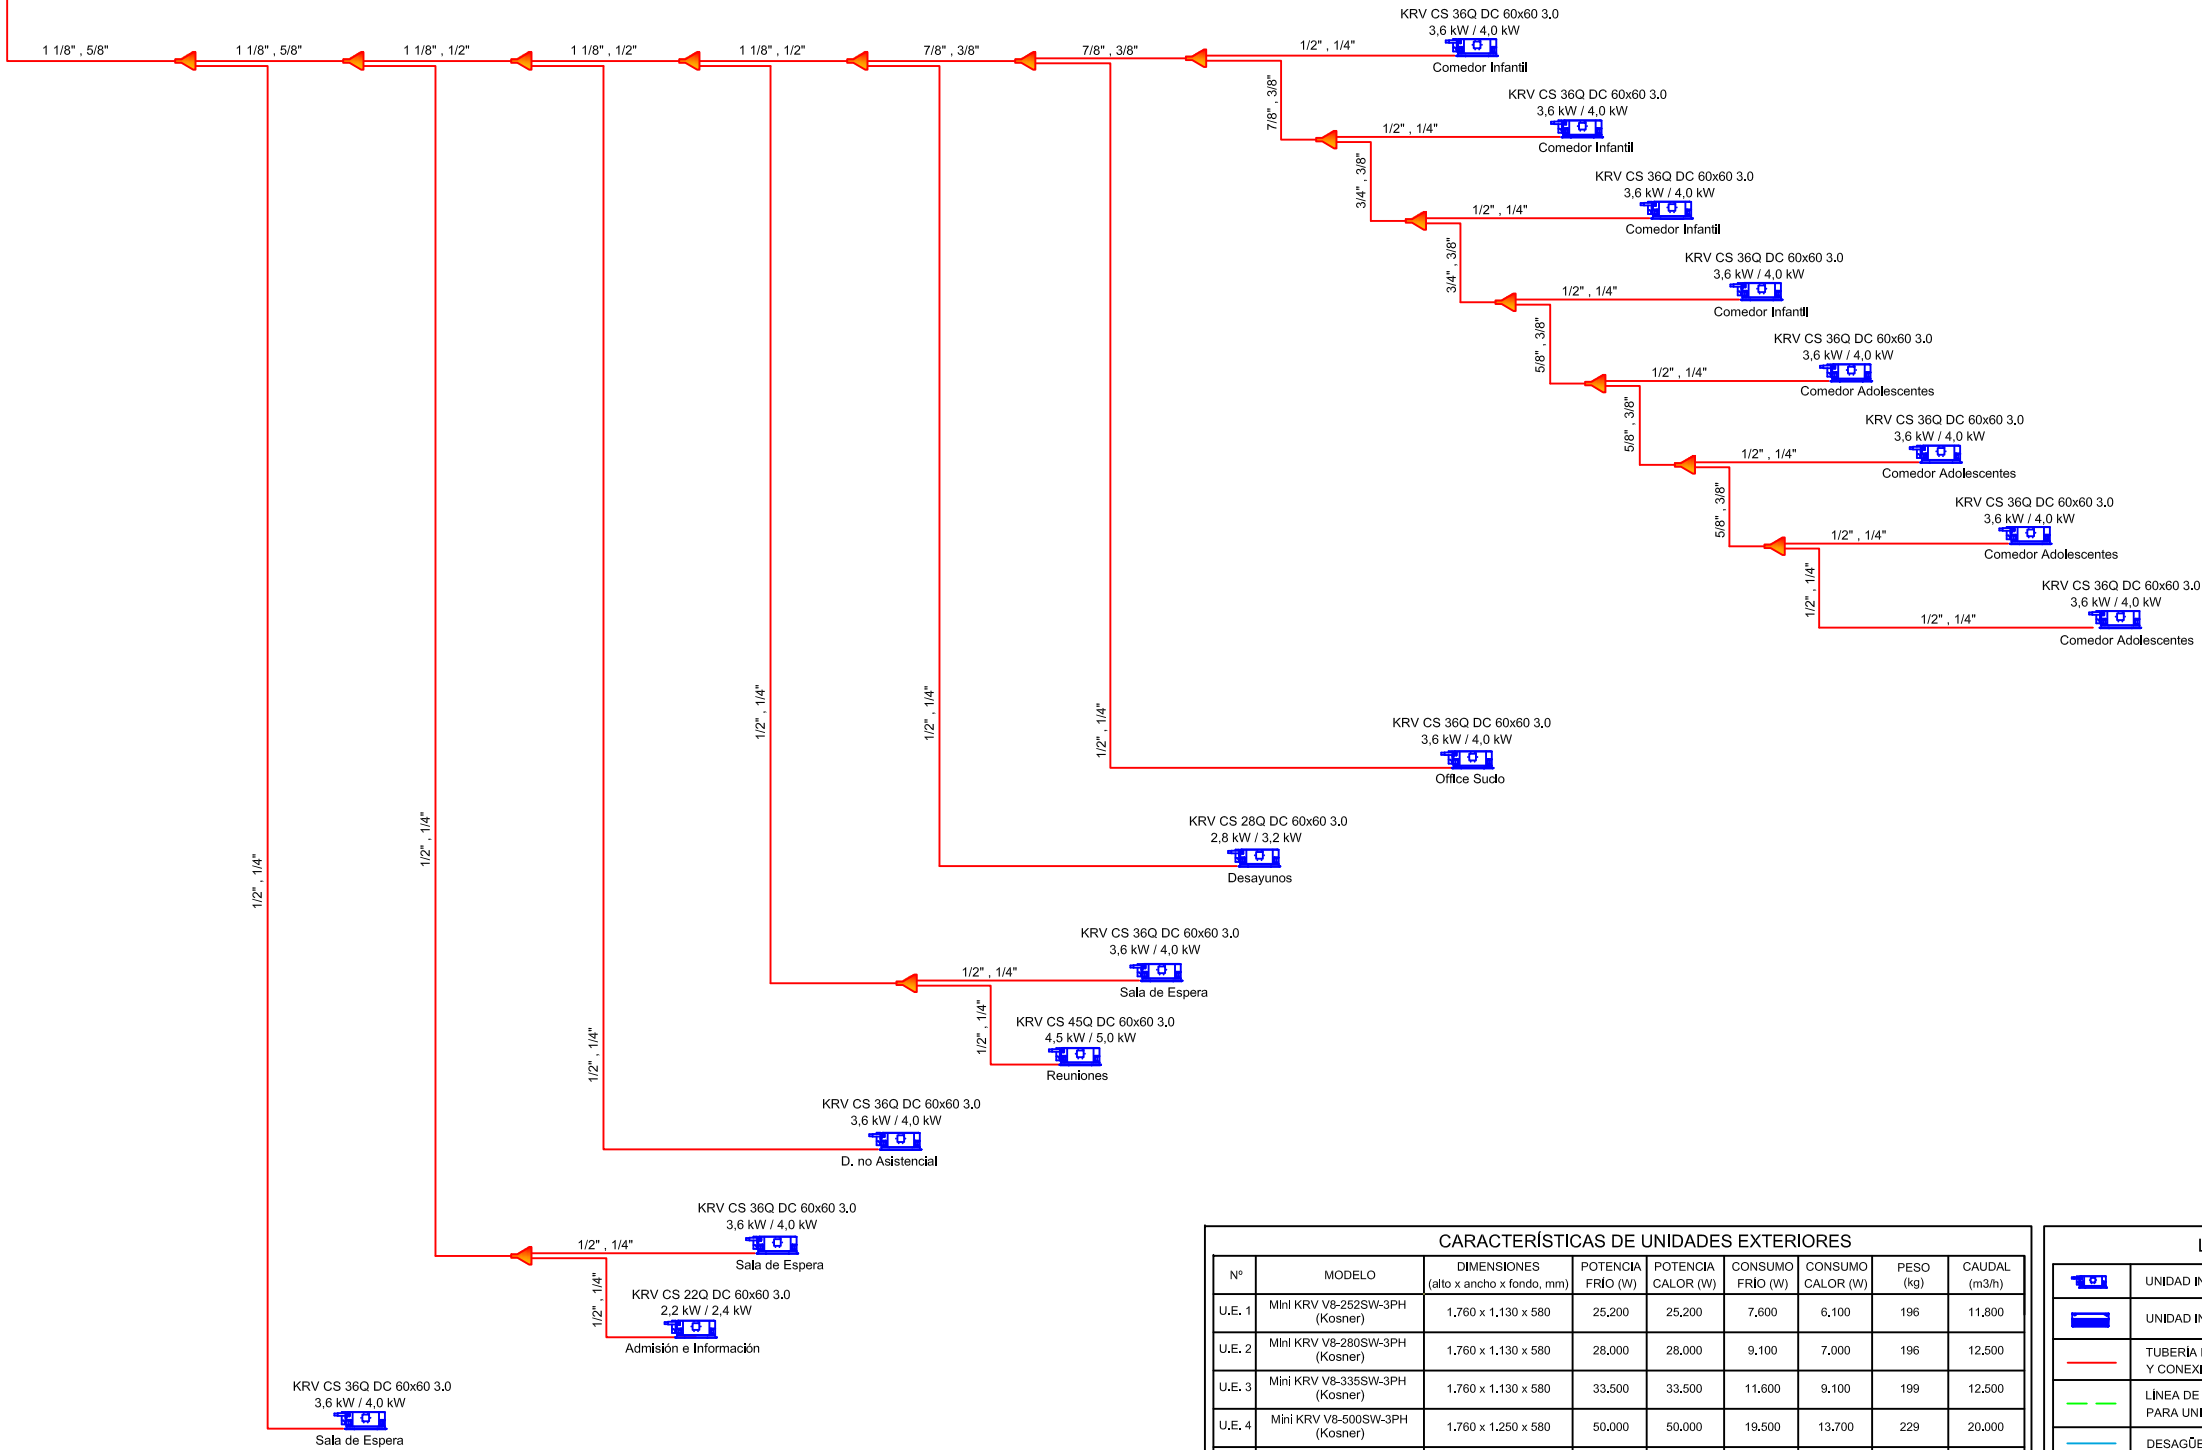 KRV CS 36Q DC 60x60 3.0
3,6 kW / 4,0 kW
Comedor Infantil
1 1/8" , 5/8"
1 1/8" , 5/8"
1 1/8" , 1/2"
1 1/8" , 1/2"
1 1/8" , 1/2"
7/8" , 3/8"
7/8" , 3/8"
1/2" , 1/4"
7/8" , 3/8"
KRV CS 36Q DC 60x60 3.0
3,6 kW / 4,0 kW
1/2" , 1/4"
Comedor Infantil
3/4" , 3/8"
KRV CS 36Q DC 60x60 3.0
3,6 kW / 4,0 kW
1/2" , 1/4"
Comedor Infantil
3/4" , 3/8"
KRV CS 36Q DC 60x60 3.0
3,6 kW / 4,0 kW
1/2" , 1/4"
Comedor Infantil
5/8" , 3/8"
KRV CS 36Q DC 60x60 3.0
3,6 kW / 4,0 kW
1/2" , 1/4"
Comedor Adolescentes
5/8" , 3/8"
KRV CS 36Q DC 60x60 3.0
3,6 kW / 4,0 kW
1/2" , 1/4"
Comedor Adolescentes
5/8" , 3/8"
KRV CS 36Q DC 60x60 3.0
3,6 kW / 4,0 kW
1/2" , 1/4"
Comedor Adolescentes
1/2" , 1/4"
KRV CS 36Q DC 60x60 3.0
3,6 kW / 4,0 kW
1/2" , 1/4"
Comedor Adolescentes
1/2" , 1/4"
KRV CS 36Q DC 60x60 3.0
3,6 kW / 4,0 kW
Office Sucio
1/2" , 1/4"
KRV CS 28Q DC 60x60 3.0
2,8 kW / 3,2 kW
Desayunos
1/2" , 1/4"
KRV CS 36Q DC 60x60 3.0
3,6 kW / 4,0 kW
1/2" , 1/4"
Sala de Espera
1/2" , 1/4"
KRV CS 45Q DC 60x60 3.0
4,5 kW / 5,0 kW
Reuniones
1/2" , 1/4"
KRV CS 36Q DC 60x60 3.0
3,6 kW / 4,0 kW
D. no Asistencial
1/2" , 1/4"
KRV CS 36Q DC 60x60 3.0
3,6 kW / 4,0 kW
1/2" , 1/4"
Sala de Espera
1/2" , 1/4"
KRV CS 22Q DC 60x60 3.0
2,2 kW / 2,4 kW
Admisión e Información
1/2" , 1/4"
KRV CS 36Q DC 60x60 3.0
3,6 kW / 4,0 kW
Sala de Espera
CARACTERÍSTICAS DE UNIDADES EXTERIORES
Nº MODELO DIMENSIONES (alto x ancho x fondo, mm) POTENCIA FRÍO (W) POTENCIA CALOR (W) CONSUMO FRÍO (W) CONSUMO CALOR (W) PESO (kg) CAUDAL (m3/h)
U.E. 1 Mini KRV V8-252SW-3PH (Kosner) 1.760 x 1.130 x 580 25.200 25.200 7.600 6.100 196 11.800
U.E. 2 Mini KRV V8-280SW-3PH (Kosner) 1.760 x 1.130 x 580 28.000 28.000 9.100 7.000 196 12.500
U.E. 3 Mini KRV V8-335SW-3PH (Kosner) 1.760 x 1.130 x 580 33.500 33.500 11.600 9.100 199 12.500
U.E. 4 Mini KRV V8-500SW-3PH (Kosner) 1.760 x 1.250 x 580 50.000 50.000 19.500 13.700 229 20.000
UNIDAD IN
UNIDAD IN
TUBERÍA
Y CONEXI
LÍNEA DE
PARA UNI
DESAGÜE